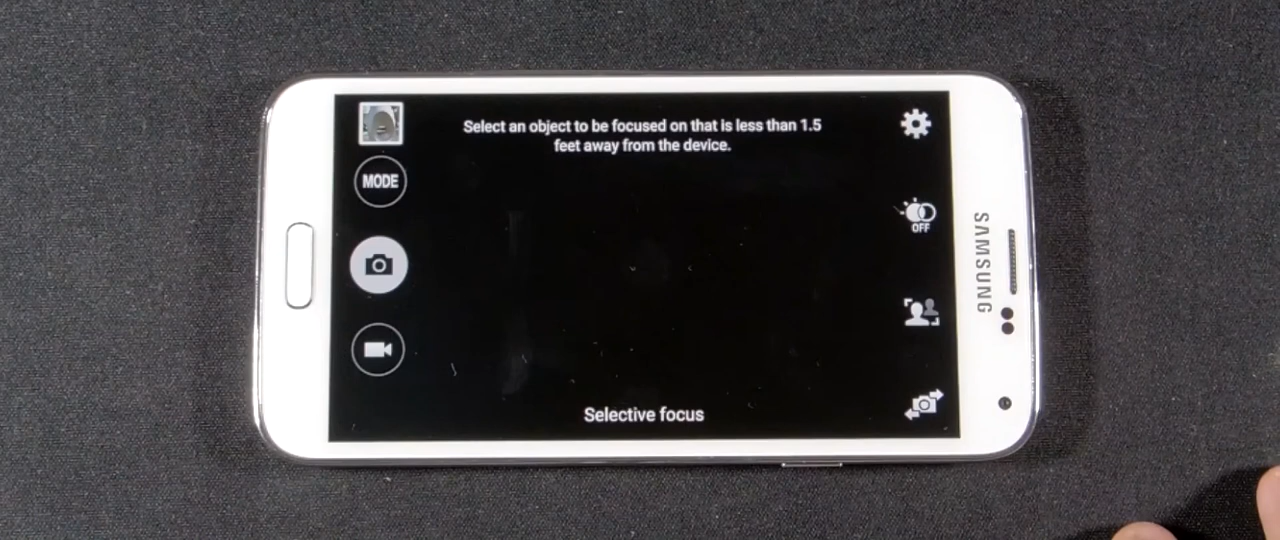 Select an object to be focused on that is less than 1.5
feet away from the device.
MODE
OFF
SAMSUNG
Selective focus